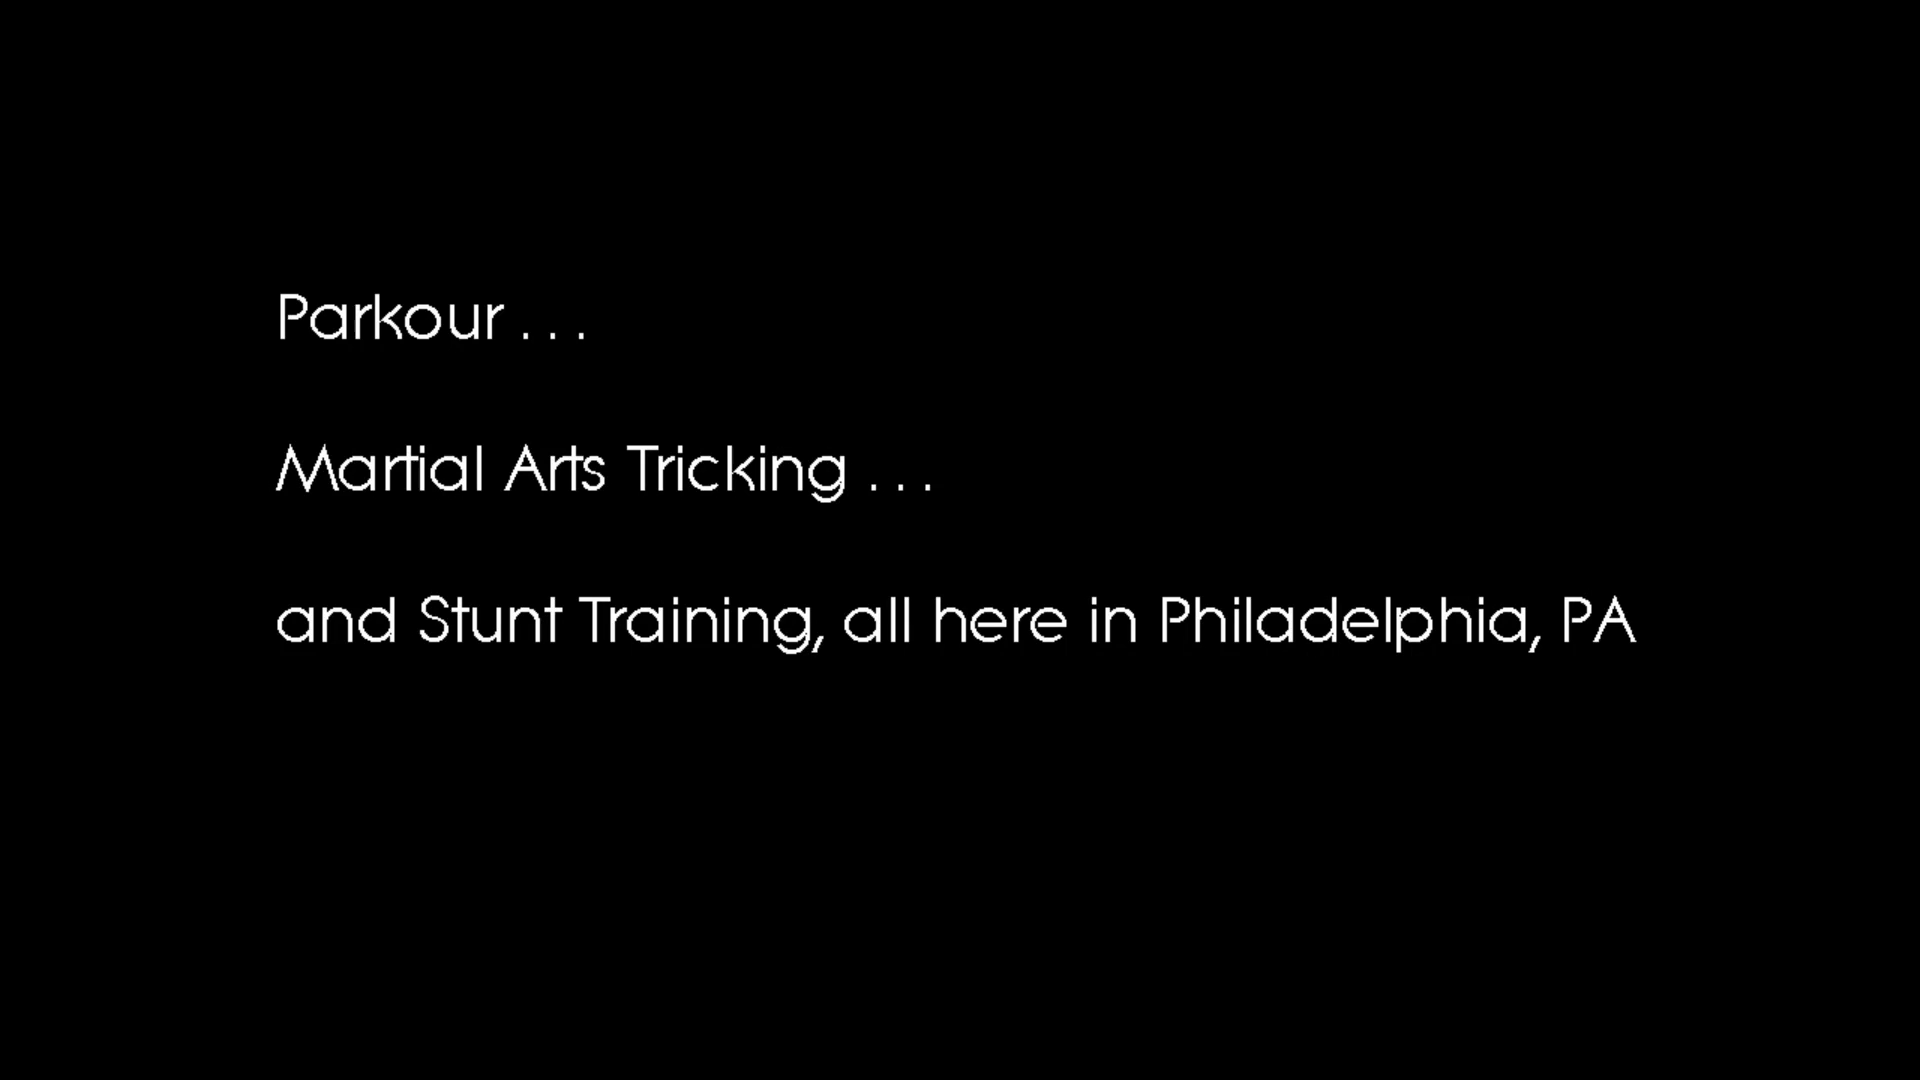 Parkour . . .
Martial Arts Tricking . . .
and Stunt Training, all here in Philadelphia, PA